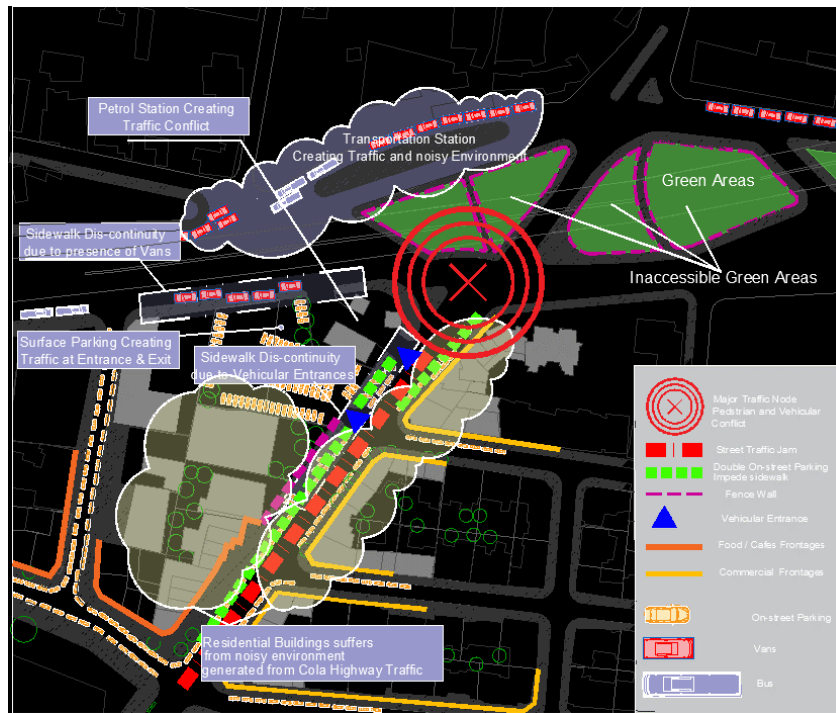 Petrol Station Creating
Traffic Conflict
Transportation Station
Creating Traffic and noisy Environment
Green Areas
Sidewalk Dis-continuity
due to presence of Vans
Inaccessible Green Areas
Surface Parking Creating
Traffic at Entrance & Exit
Sidewalk Dis-continuity
due to Vehicular Entrances
Major Traffic Node
Pedstrian and Vehicular
Conflict
Street Traffic Jam
Double On-street Parking
Impede sidewalk
Fence Wall
Vehicular Entrance
Food / Cafes Frontages
Commercial Frontages
On-street Parking
Vans
Bus
Residential Buildings suffers
from noisy environment
generated from Cola Highway Traffic